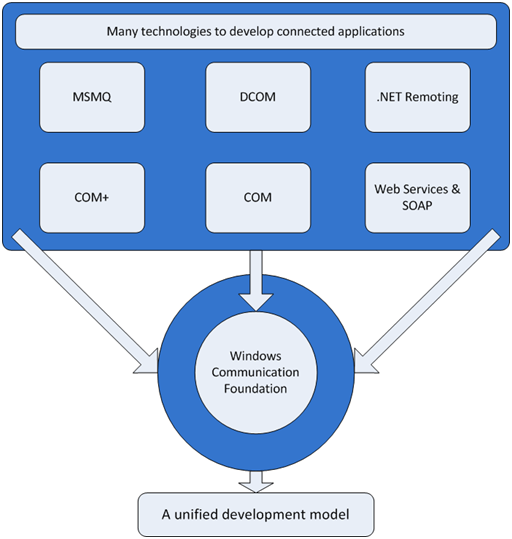 Many technologies to develop connected applications
MSMQ
DCOM
.NET Remoting
COM+
COM
Web Services &
SOAP
Windows
Communication
Foundation
A unified development model